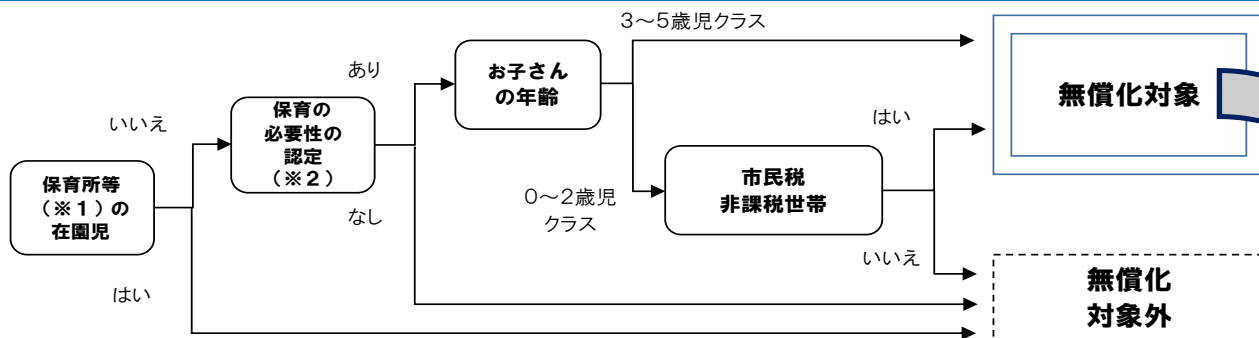 保育所等
(※1)の
在園児
いいえ
はい
保育の
必要性の
認定
(※2)
あり
なし
お子さん
の年齢
3~5歳児クラス
0~2歳児
クラス
市民税
非課税世帯
はい
いいえ
無償化対象
無償化
対象外